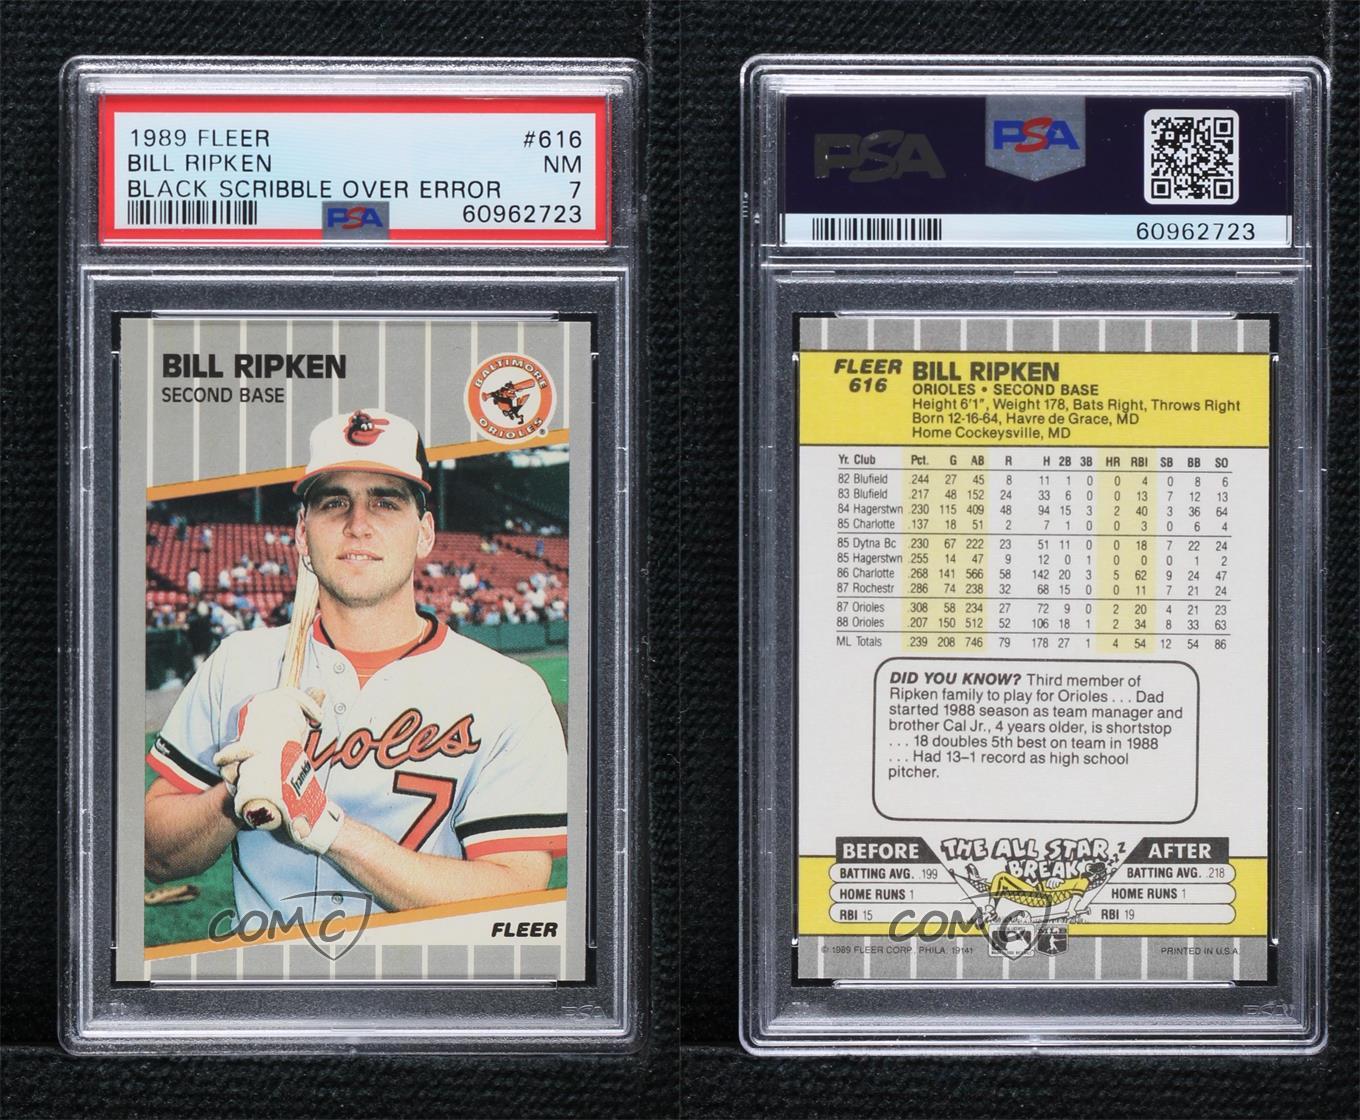 1989 FLEER #616
BILL RIPKEN NM
BLACK SCRIBBLE OVER ERROR 7
PSA 60962723
BILL RIPKEN
SECOND BASE
BALTIMORE
ORIOLES
Orioles
7
Franklin
FLEER
COMC
PSA
PSA
PSA
60962723
FLEER
616
BILL RIPKEN
ORIOLES • SECOND BASE
Height 6'1", Weight 178, Bats Right, Throws Right
Born 12-16-64, Havre de Grace, MD
Home Cockeysville, MD
Yr. Club Pct. G AB R H 2B 3B HR RBI SB BB SO
82 Blufield .244 27 45 8 11 1 0 0 4 0 8 6
83 Blufield .217 48 152 24 33 6 0 0 13 7 12 13
84 Hagerstwn .230 115 409 48 94 15 3 2 40 3 36 64
85 Charlotte .137 18 51 2 7 1 0 0 3 0 6 4
85 Dytna Bc .230 67 222 23 51 11 0 0 18 7 22 24
85 Hagerstwn .255 14 47 9 12 0 1 0 0 0 1 2
86 Charlotte .268 141 566 58 142 20 3 5 62 9 24 47
87 Rochestr .286 74 238 32 68 15 0 0 11 7 21 24
87 Orioles .308 58 234 27 72 9 0 2 20 4 21 23
88 Orioles .207 150 512 52 106 18 1 2 34 8 33 63
ML Totals .239 208 746 79 178 27 1 4 54 12 54 86
DID YOU KNOW? Third member of
Ripken family to play for Orioles . . . Dad
started 1988 season as team manager and
brother Cal Jr., 4 years older, is shortstop
. . . 18 doubles 5th best on team in 1988
. . . Had 13–1 record as high school
pitcher.
BEFORE THE ALL STAR BREAK AFTER
BATTING AVG. .199 BATTING AVG. .218
HOME RUNS 1 HOME RUNS 1
RBI 15 RBI 19
COMC
MLB
© 1989 FLEER CORP. PHILA. 19141 PRINTED IN U.S.A.
PSA